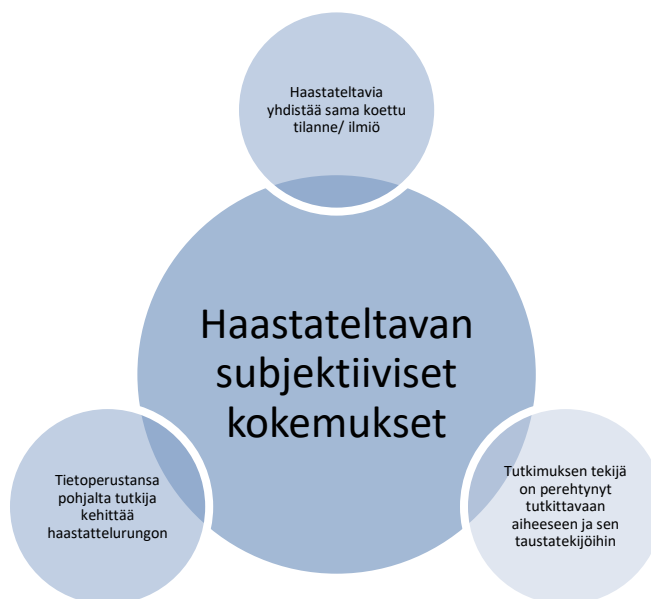 Haastateltavia
yhdistää sama koettu
tilanne/ ilmiö
Haastateltavan
subjektiiviset
kokemukset
Tietoperustansa
pohjalta tutkija
kehittää
haastattelurungon
Tutkimuksen tekijä
on perehtynyt
tutkittavaan
aiheeseen ja sen
taustatekijöihin